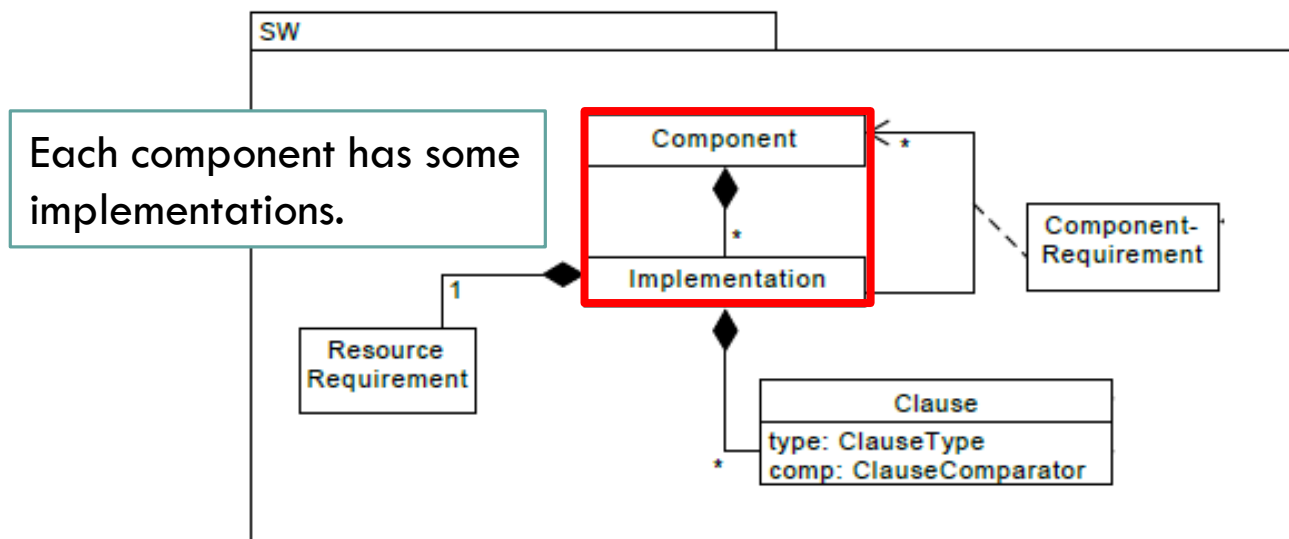 SW
Each component has some
implementations.
Component
*
*
Component-
Requirement
Implementation
1
Resource
Requirement
Clause
type: ClauseType
comp: ClauseComparator
*